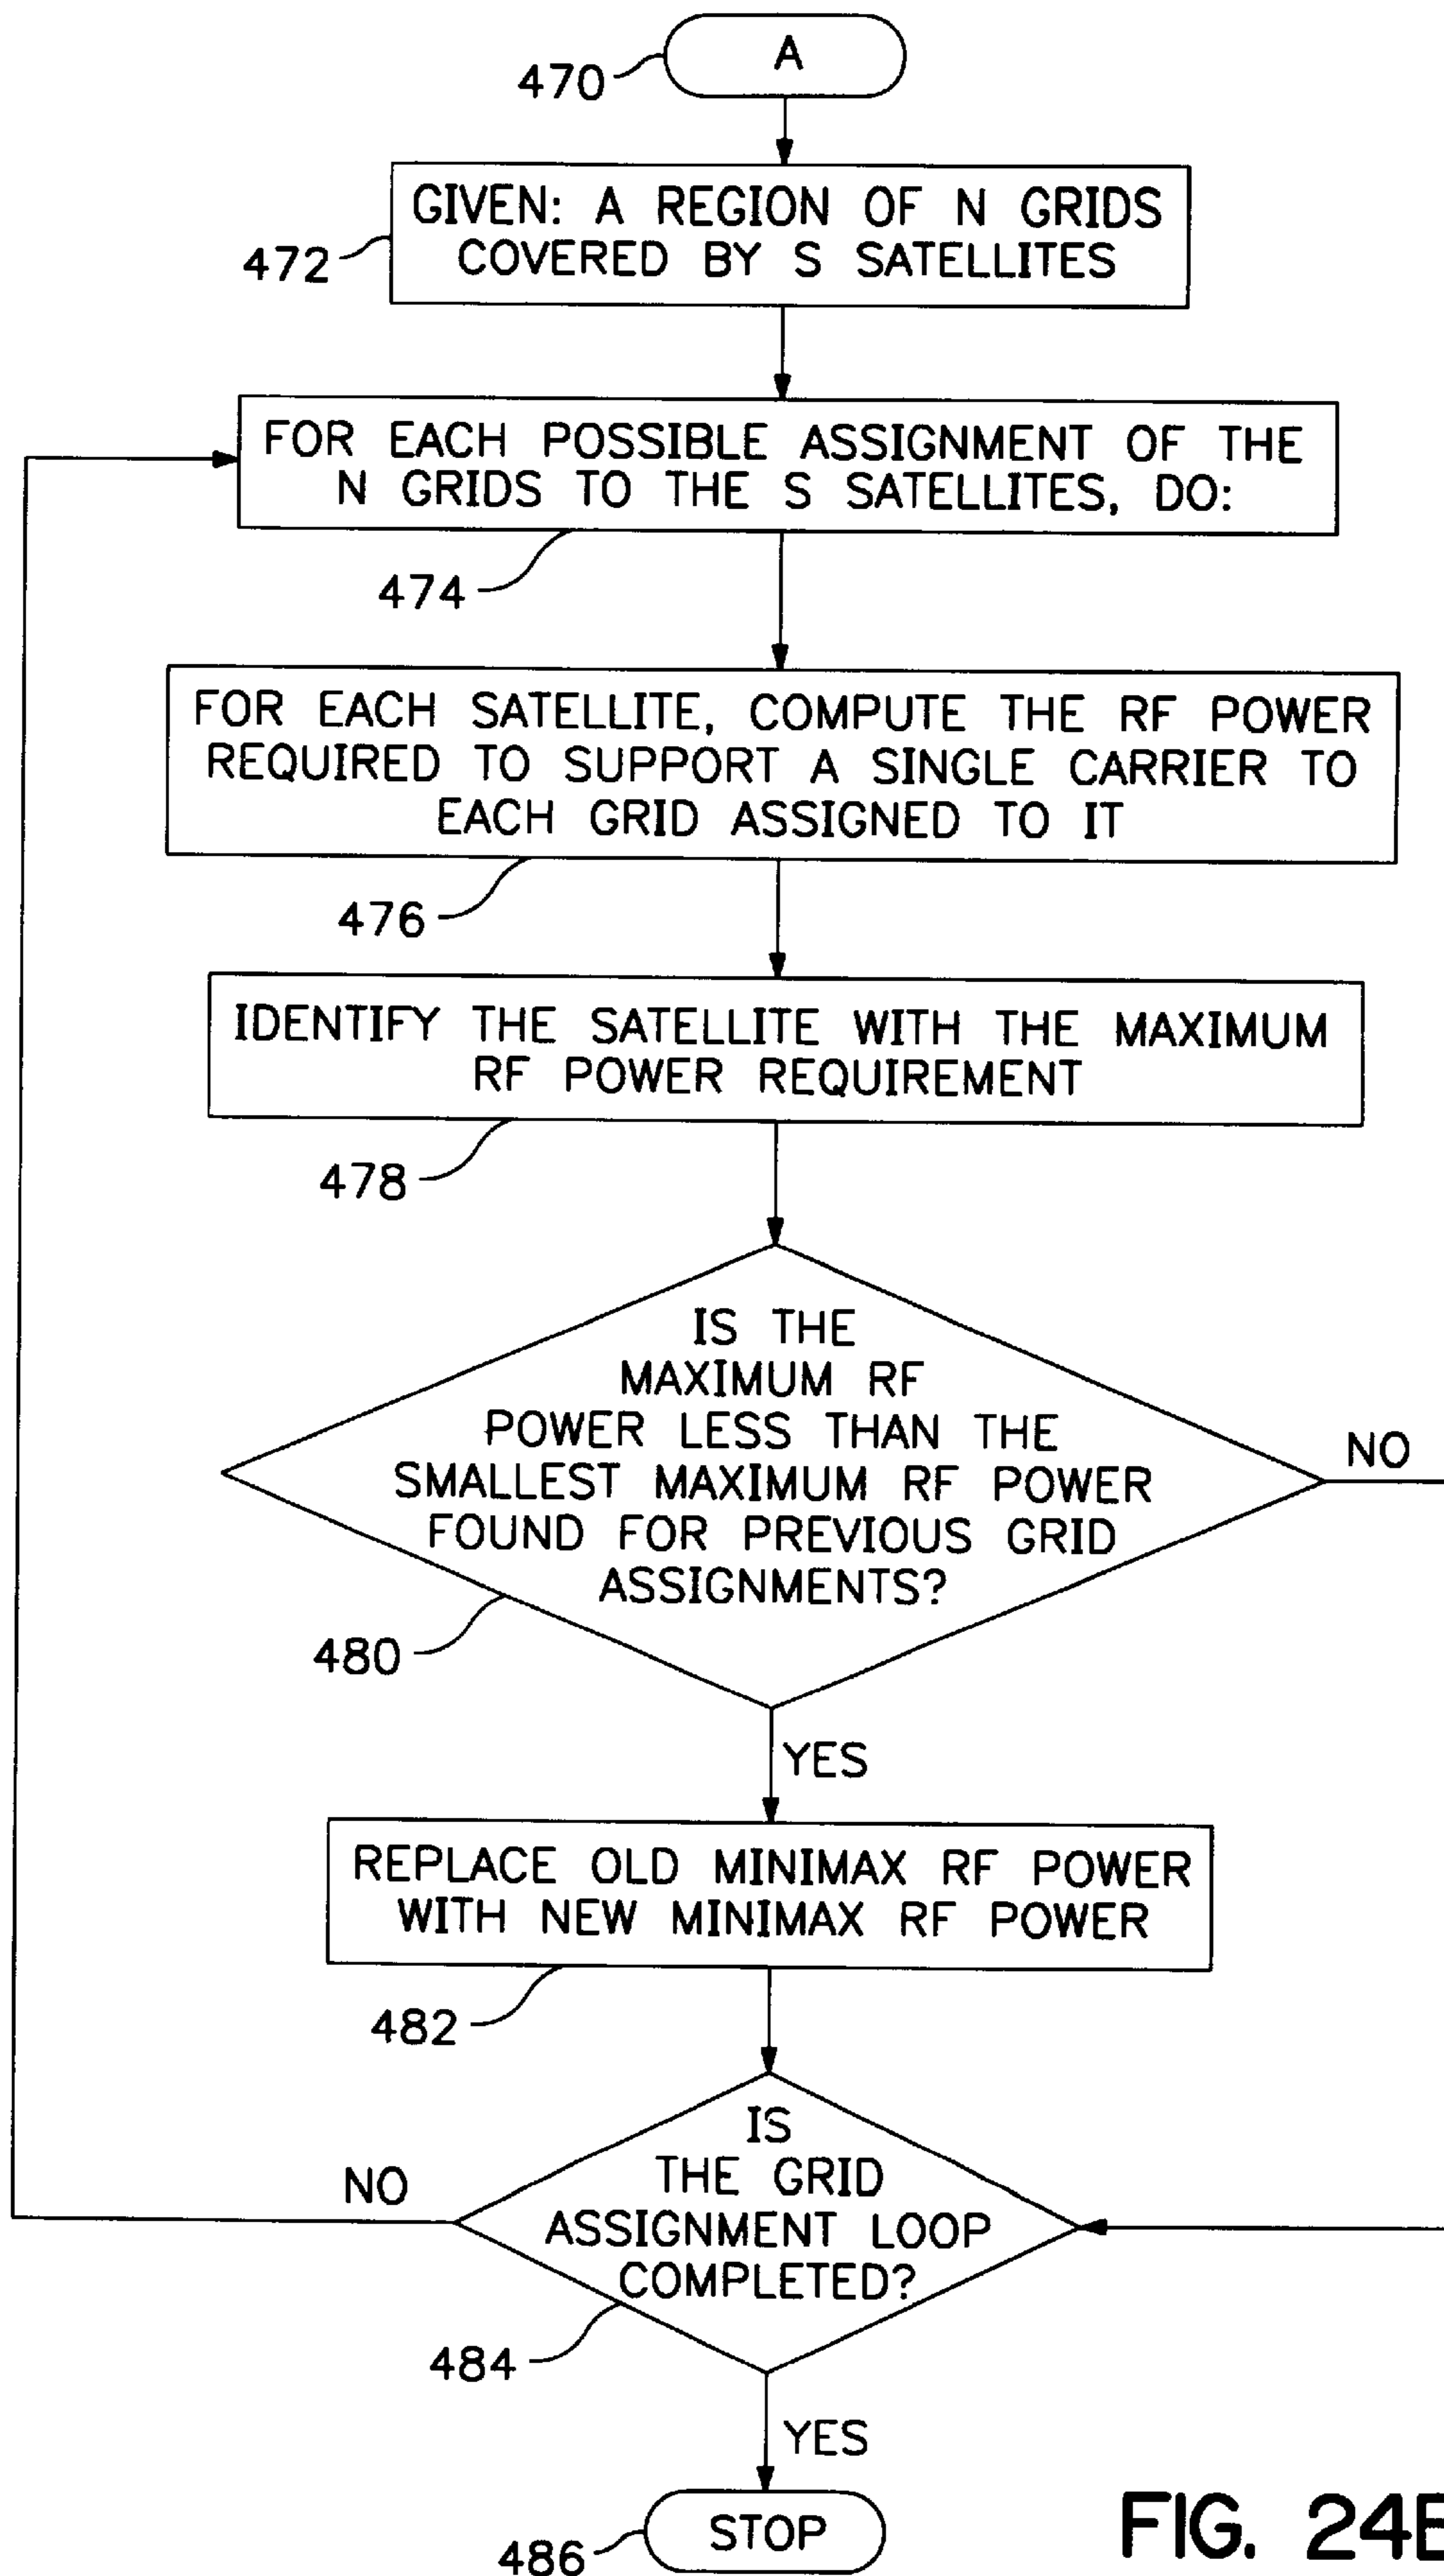 A
470
GIVEN: A REGION OF N GRIDS
COVERED BY S SATELLITES
472
FOR EACH POSSIBLE ASSIGNMENT OF THE
N GRIDS TO THE S SATELLITES, DO:
474
FOR EACH SATELLITE, COMPUTE THE RF POWER
REQUIRED TO SUPPORT A SINGLE CARRIER TO
EACH GRID ASSIGNED TO IT
476
IDENTIFY THE SATELLITE WITH THE MAXIMUM
RF POWER REQUIREMENT
478
IS THE
MAXIMUM RF
POWER LESS THAN THE
SMALLEST MAXIMUM RF POWER
FOUND FOR PREVIOUS GRID
ASSIGNMENTS?
NO
480
YES
REPLACE OLD MINIMAX RF POWER
WITH NEW MINIMAX RF POWER
482
IS
THE GRID
ASSIGNMENT LOOP
COMPLETED?
NO
484
YES
STOP
486
FIG. 24B